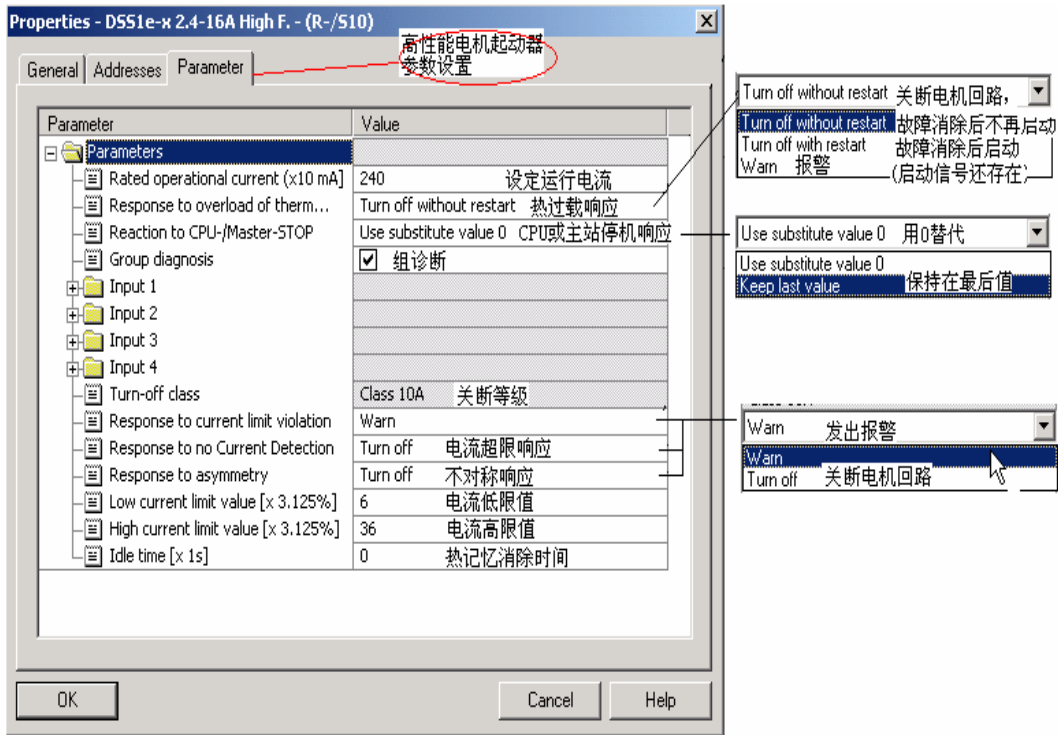 Properties - DSS1e-x 2.4-16A High F. - (R-/S10)
高性能电机起动器
参数设置
General Addresses Parameter
Parameter Value
Parameters
Rated operational current (x10 mA] 240 设定运行电流
Response to overload of therm... Turn off without restart 热过载响应
Reaction to CPU-/Master-STOP Use substitute value 0 CPU或主站停机响应
Group diagnosis 组诊断
Input 1
Input 2
Input 3
Input 4
Turn-off class Class 10A 关断等级
Response to current limit violation Warn
Response to no Current Detection Turn off 电流超限响应
Response to asymmetry Turn off 不对称响应
Low current limit value [x 3.125%] 6 电流低限值
High current limit value [x 3.125%] 36 电流高限值
Idle time [x 1s] 0 热记忆消除时间
OK Cancel Help
Turn off without restart 关断电机回路，
Turn off without restart 故障消除后不再启动
Turn off with restart 故障消除后启动
Warn 报警 (启动信号还存在)
Use substitute value 0 用0替代
Use substitute value 0
Keep last value 保持在最后值
Warn 发出报警
Warn
Turn off 关断电机回路